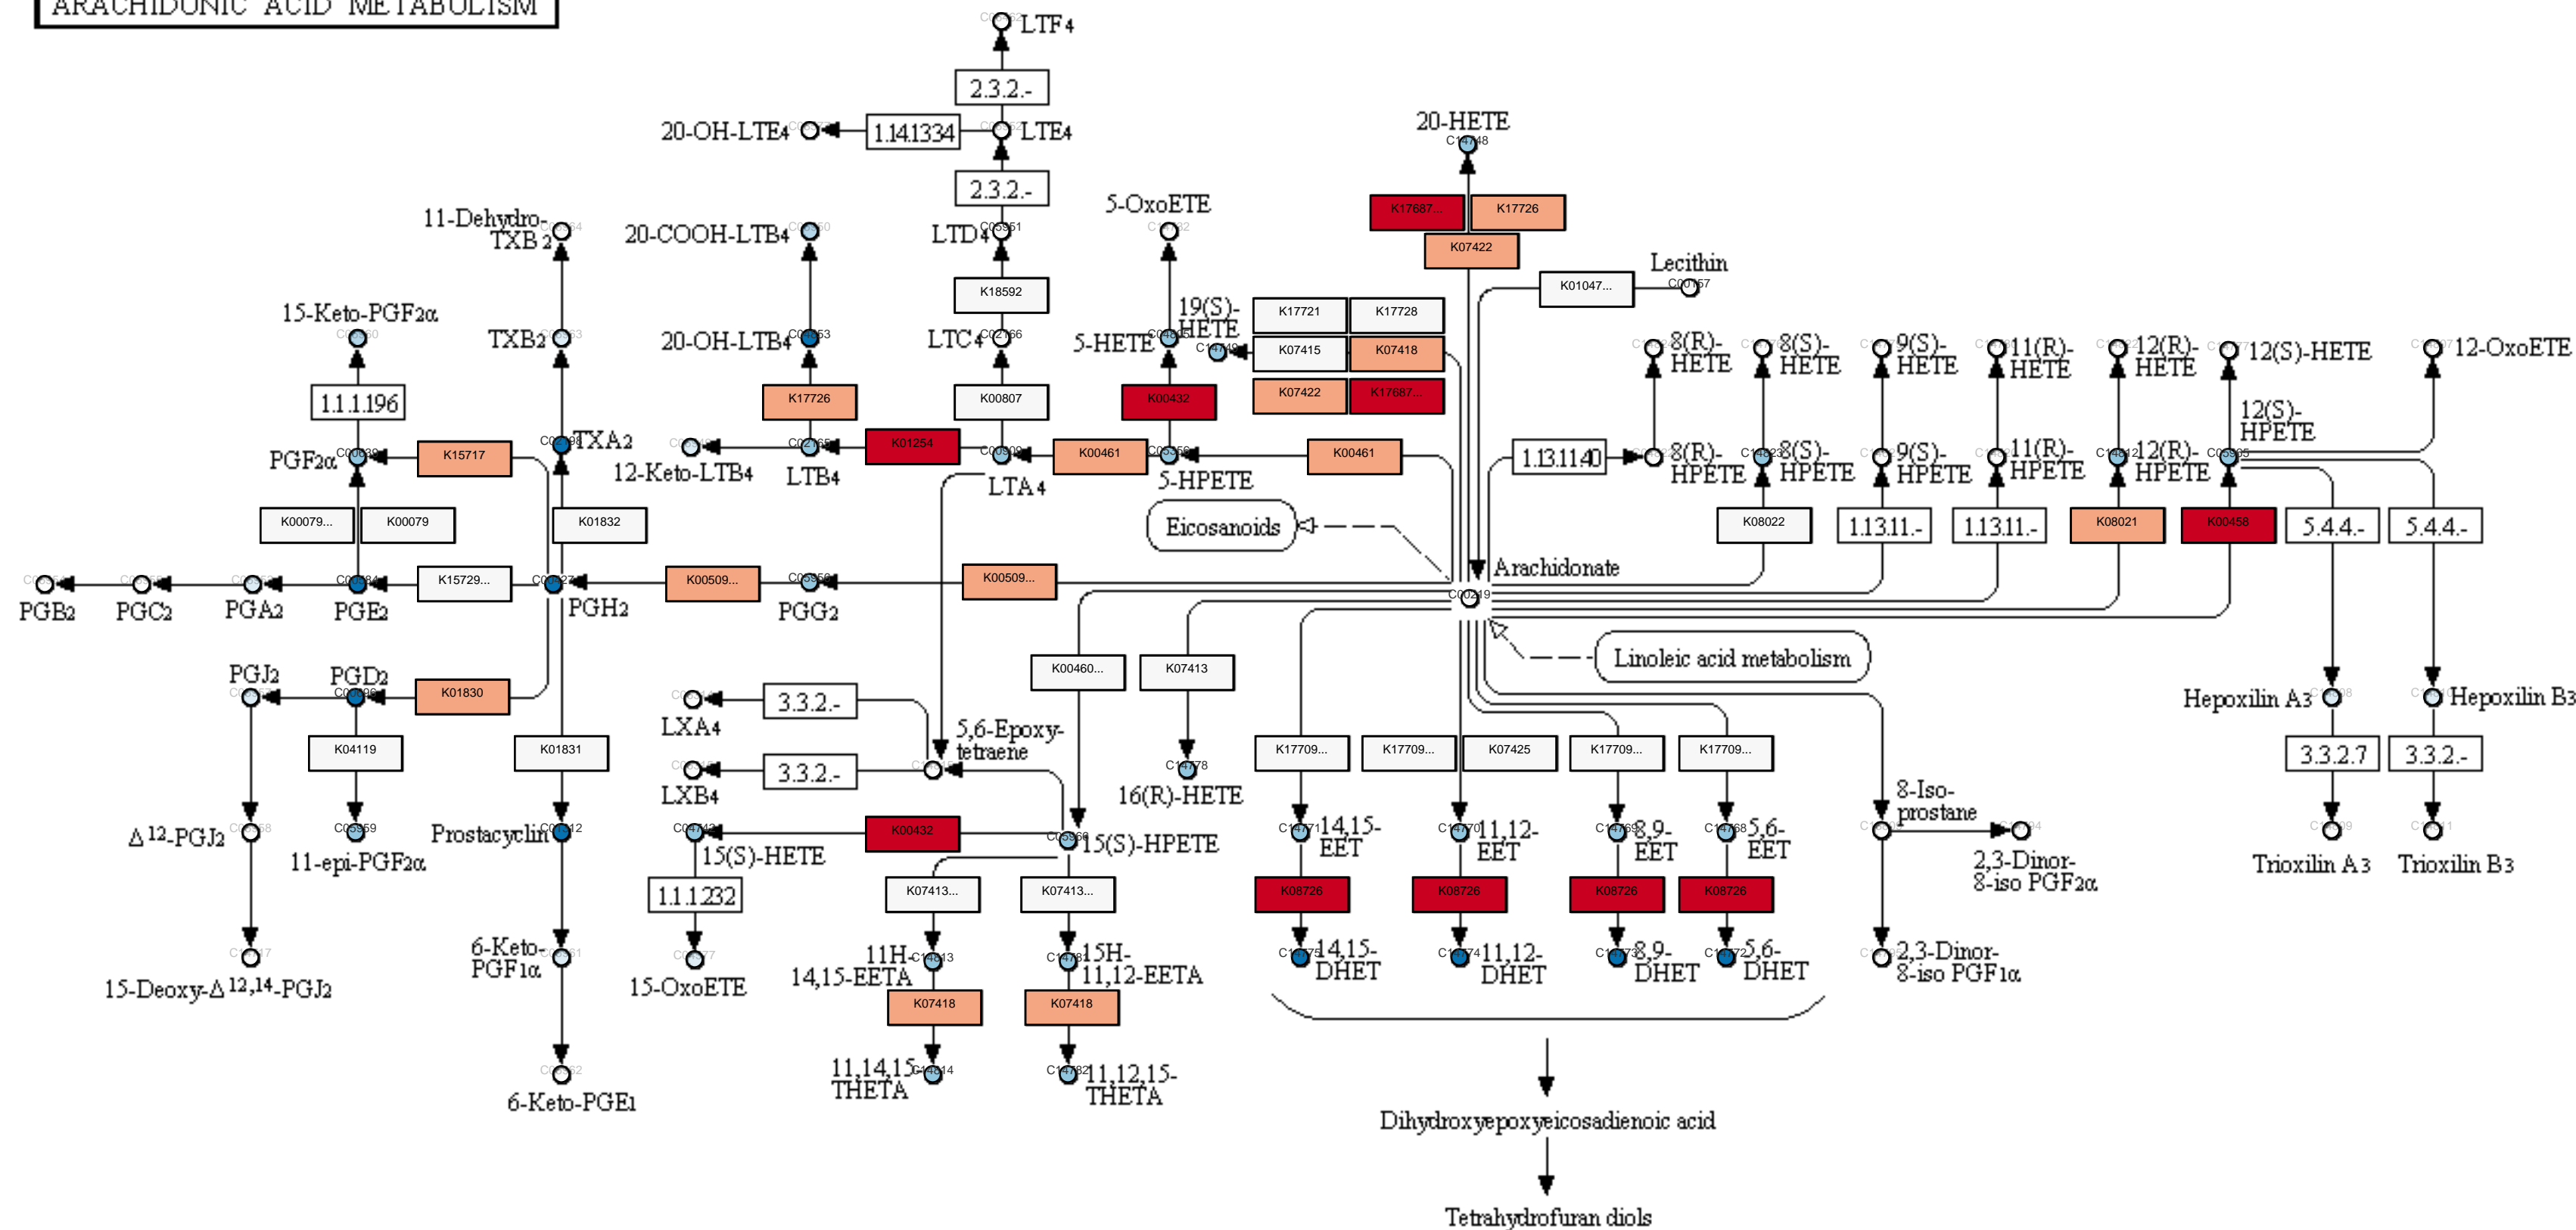 ARACHIDONIC ACID METABOLISM
LTF4
2.3.2.-
20-OH-LTE4
1.14.13.34
LTE4
2.3.2.-
20-HETE
C14748
K17687...
K17726
K07422
11-Dehydro-
TXB2
20-COOH-LTB4
LTD4
C05951
5-OxoETE
Lecithin
C00157
K01047...
K18592
15-Keto-PGF2α
TXB2
20-OH-LTB4
LTC4
5-HETE
19(S)-
HETE
C14749
K17721
K17728
K07415
K07418
K07422
K17687...
8(R)-
HETE
8(S)-
HETE
9(S)-
HETE
11(R)-
HETE
12(R)-
HETE
12(S)-HETE
12-OxoETE
1.1.1.196
K17726
K00807
K00432
12(S)-
HPETE
PGF2α
K15717
TXA2
12-Keto-LTB4
LTB4
K01254
LTA4
K00461
5-HPETE
K00461
1.13.11.40
8(R)-
HPETE
8(S)-
HPETE
9(S)-
HPETE
11(R)-
HPETE
12(R)-
HPETE
K00079...
K00079
K01832
Eicosanoids
K08022
1.13.11.-
1.13.11.-
K08021
K00458
5.4.4.-
5.4.4.-
PGB2
PGC2
PGA2
PGE2
K15729...
PGH2
K00509...
PGG2
K00509...
Arachidonate
C00219
Linoleic acid metabolism
K00460...
K07413
PGJ2
PGD2
K01830
LXA4
3.3.2.-
5,6-Epoxy-
tetraene
Hepoxilin A3
Hepoxilin B3
K04119
K01831
LXB4
3.3.2.-
C14778
16(R)-HETE
K17709...
K17709...
K07425
K17709...
K17709...
3.3.2.7
3.3.2.-
8-Iso-
prostane
Δ12-PGJ2
C05959
11-epi-PGF2α
Prostacyclin
15(S)-HETE
K00432
15(S)-HPETE
14,15-
EET
C14770
11,12-
EET
8,9-
EET
C14768
5,6-
EET
2,3-Dinor-
8-iso PGF2α
Trioxilin A3
Trioxilin B3
1.1.1.232
K07413...
K07413...
K08726
K08726
K08726
K08726
15-Deoxy-Δ12,14-PGJ2
6-Keto-
PGF1α
15-OxoETE
11H-
14,15-EETA
C14813
15H-
11,12-EETA
14,15-
DHET
C14774
11,12-
DHET
8,9-
DHET
C14772
5,6-
DHET
2,3-Dinor-
8-iso PGF1α
K07418
K07418
6-Keto-PGE1
11,14,15-
THETA
C14814
C14782
11,12,15-
THETA
Dihydroxyepoxyeicosadienoic acid
Tetrahydrofuran diols